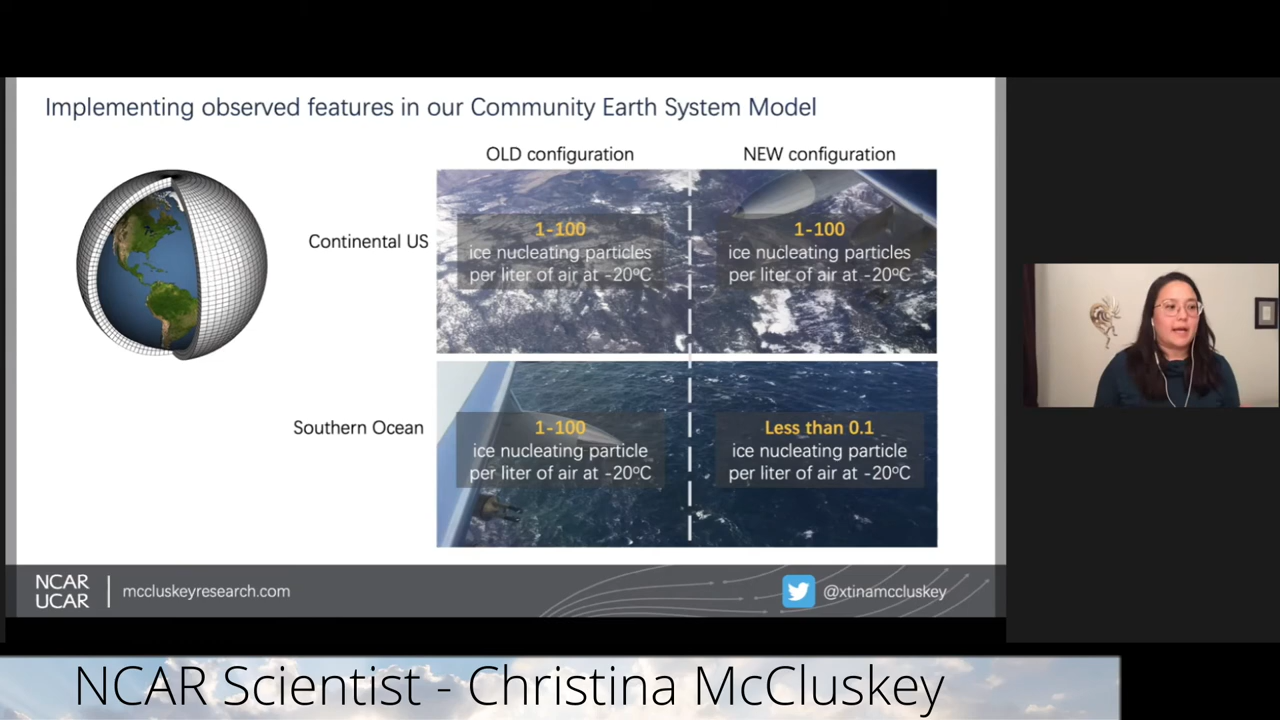 Implementing observed features in our Community Earth System Model
OLD configuration
NEW configuration
Continental US
1-100
ice nucleating particles
per liter of air at -20°C
1-100
ice nucleating particles
per liter of air at -20°C
Southern Ocean
1-100
ice nucleating particle
per liter of air at -20°C
Less than 0.1
ice nucleating particle
per liter of air at -20°C
NCAR
UCAR
mccluskeyresearch.com
@xtinamccluskey
NCAR Scientist - Christina McCluskey